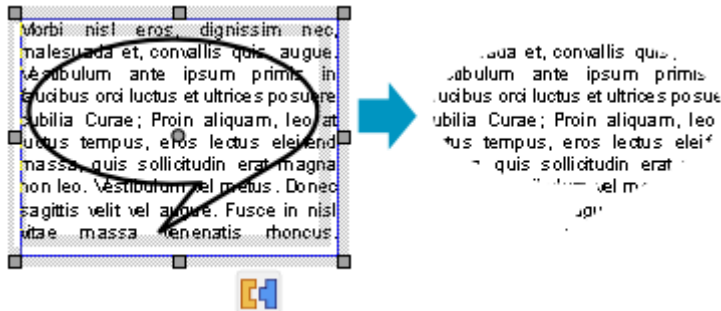 Morbi nisl eros, dignissim nec,
malesuada et, convallis quis, augue.
Vestibulum ante ipsum primis in
faucibus orci luctus et ultrices posuere
cubilia Curae; Proin aliquam, leo at
luctus tempus, eros lectus eleifend
massa, quis sollicitudin erat magna
non leo. Vestibulum vel metus. Donec
sagittis velit vel augue. Fusce in nisl
vitae massa venenatis rhoncus.
et, convallis quis
ante ipsum primis
orci luctus et ultrices
Curae; Proin aliquam, leo
tempus, eros lectus
quis sollicitudin erat
vel